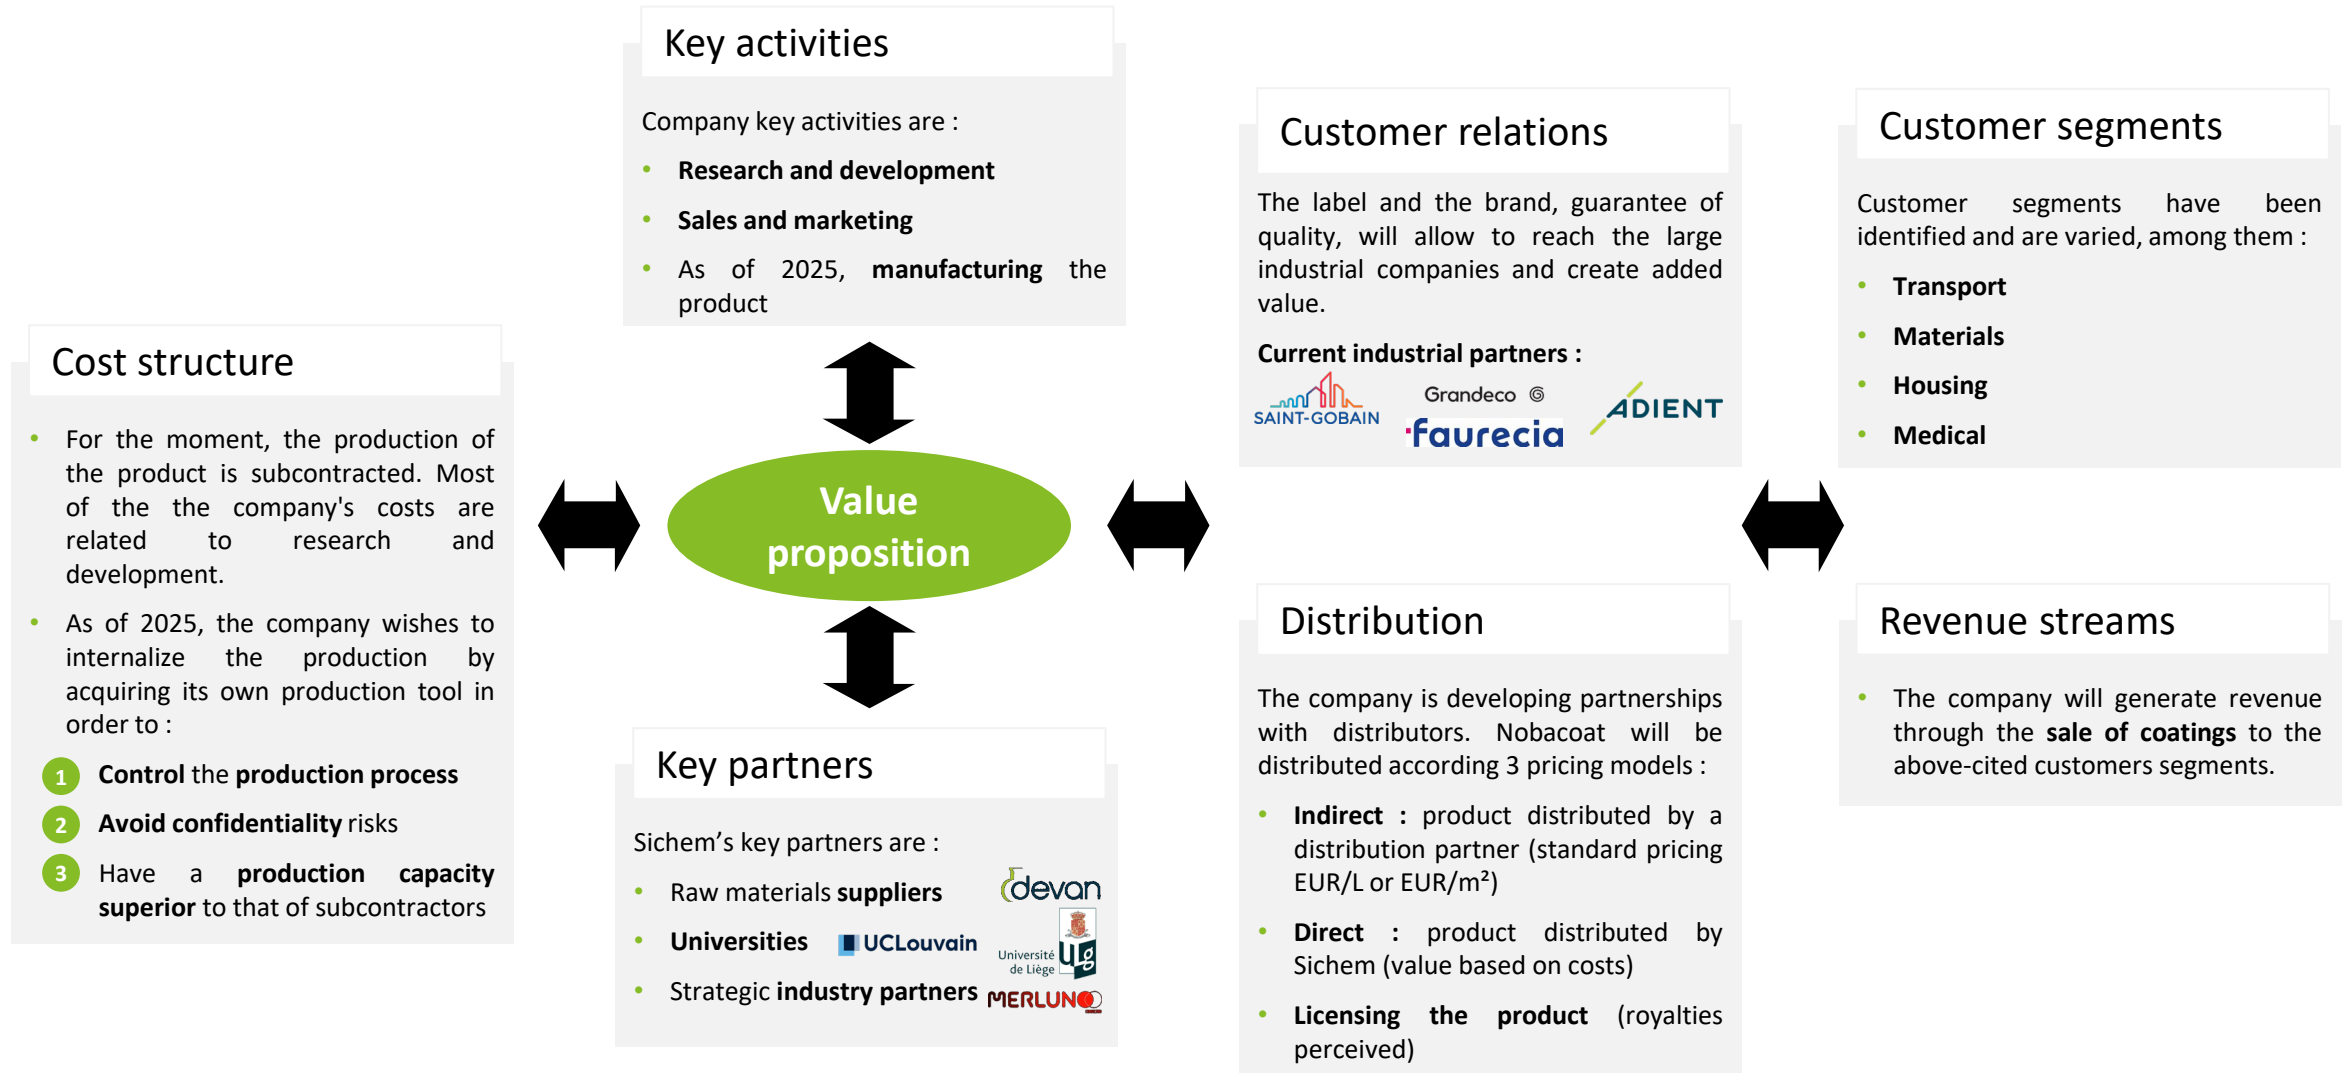 Key activities
Company key activities are :
• Research and development
• Sales and marketing
• As of 2025, manufacturing the
product
Cost structure
• For the moment, the production of
the product is subcontracted. Most
of the the company's costs are
related to research and
development.
• As of 2025, the company wishes to
internalize the production by
acquiring its own production tool in
order to :
1 Control the production process
2 Avoid confidentiality risks
3 Have a production capacity
superior to that of subcontractors
Value
proposition
Key partners
Sichem’s key partners are :
• Raw materials suppliers
devan
• Universities
UCLouvain
Université
de Liège
• Strategic industry partners
MERLUN
Customer relations
The label and the brand, guarantee of
quality, will allow to reach the large
industrial companies and create added
value.
Current industrial partners :
SAINT-GOBAIN
Grandeco
faurecia
ADIENT
Distribution
The company is developing partnerships
with distributors. Nobacoat will be
distributed according 3 pricing models :
• Indirect : product distributed by a
distribution partner (standard pricing
EUR/L or EUR/m²)
• Direct : product distributed by
Sichem (value based on costs)
• Licensing the product (royalties
perceived)
Customer segments
Customer segments have been
identified and are varied, among them :
• Transport
• Materials
• Housing
• Medical
Revenue streams
• The company will generate revenue
through the sale of coatings to the
above-cited customers segments.